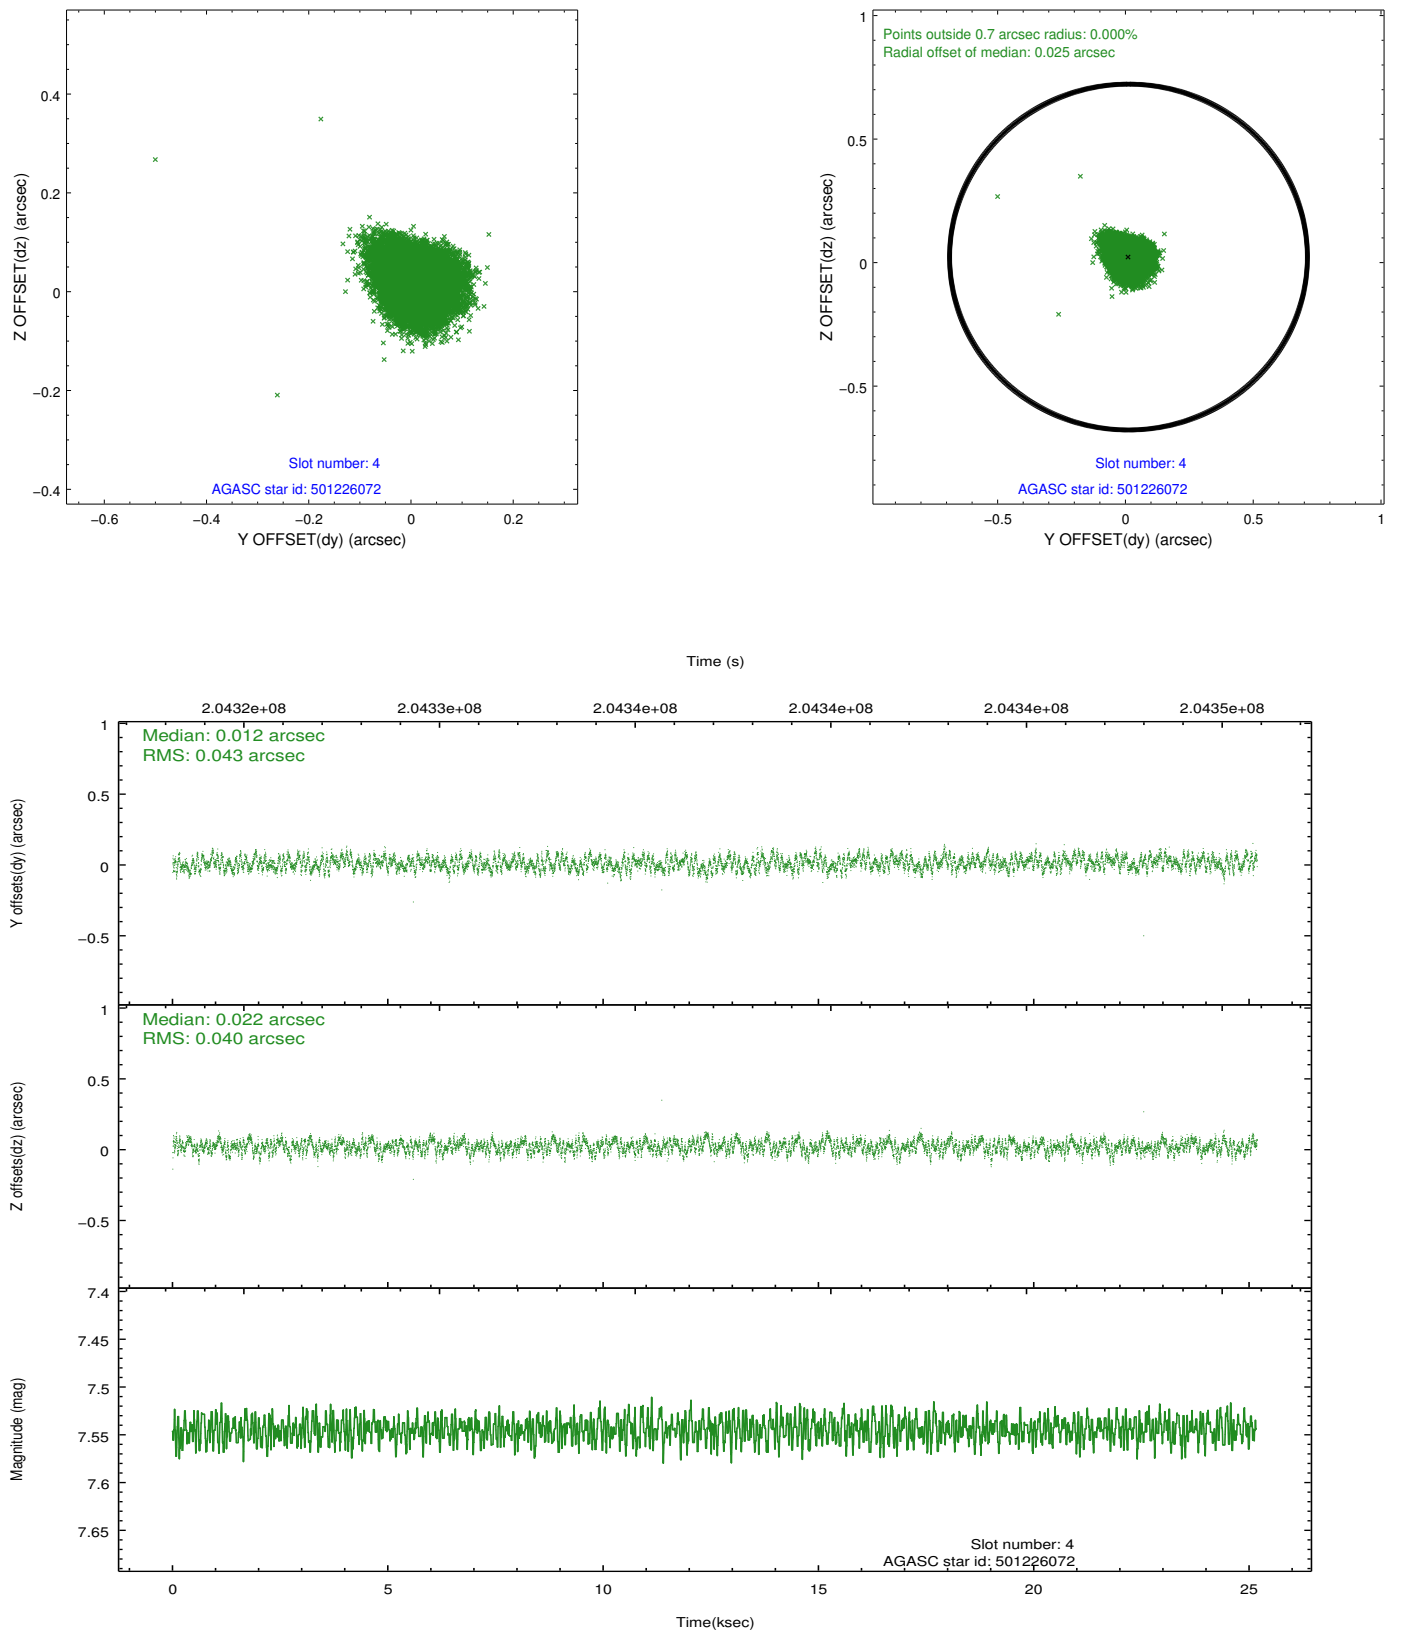 0.4
0.2
0
−0.2
−0.4
Z OFFSET(dz) (arcsec)
Slot number: 4
AGASC star id: 501226072
−0.6 −0.4 −0.2 0 0.2
Y OFFSET(dy) (arcsec)
Points outside 0.7 arcsec radius: 0.000%
Radial offset of median: 0.025 arcsec
1
0.5
0
−0.5
Z OFFSET(dz) (arcsec)
Slot number: 4
AGASC star id: 501226072
−0.5 0 0.5 1
Y OFFSET(dy) (arcsec)
Time (s)
2.0432e+08 2.0433e+08 2.0434e+08 2.0434e+08 2.0434e+08 2.0435e+08
Median: 0.012 arcsec
RMS: 0.043 arcsec
1
0.5
0
−0.5
Y offsets(dy) (arcsec)
Median: 0.022 arcsec
RMS: 0.040 arcsec
1
0.5
0
−0.5
Z offsets(dz) (arcsec)
7.4
7.45
7.5
7.55
7.6
7.65
Magnitude (mag)
Slot number: 4
AGASC star id: 501226072
0 5 10 15 20 25
Time(ksec)